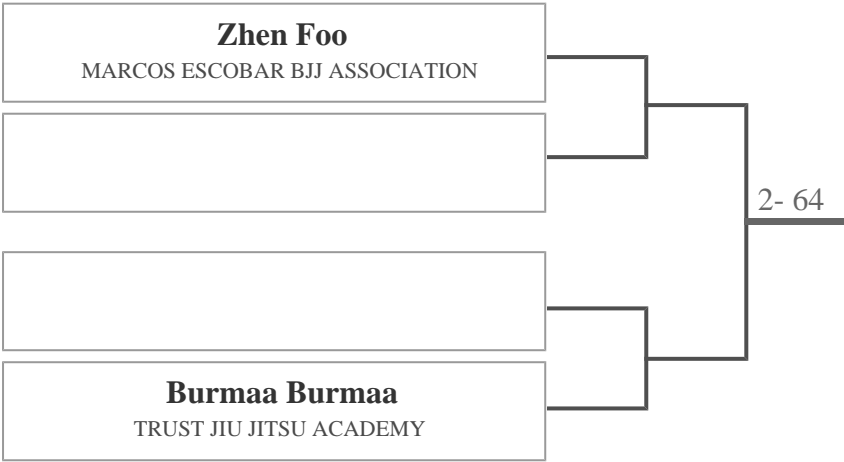 Zhen Foo
MARCOS ESCOBAR BJJ ASSOCIATION
2- 64
Burmaa Burmaa
TRUST JIU JITSU ACADEMY